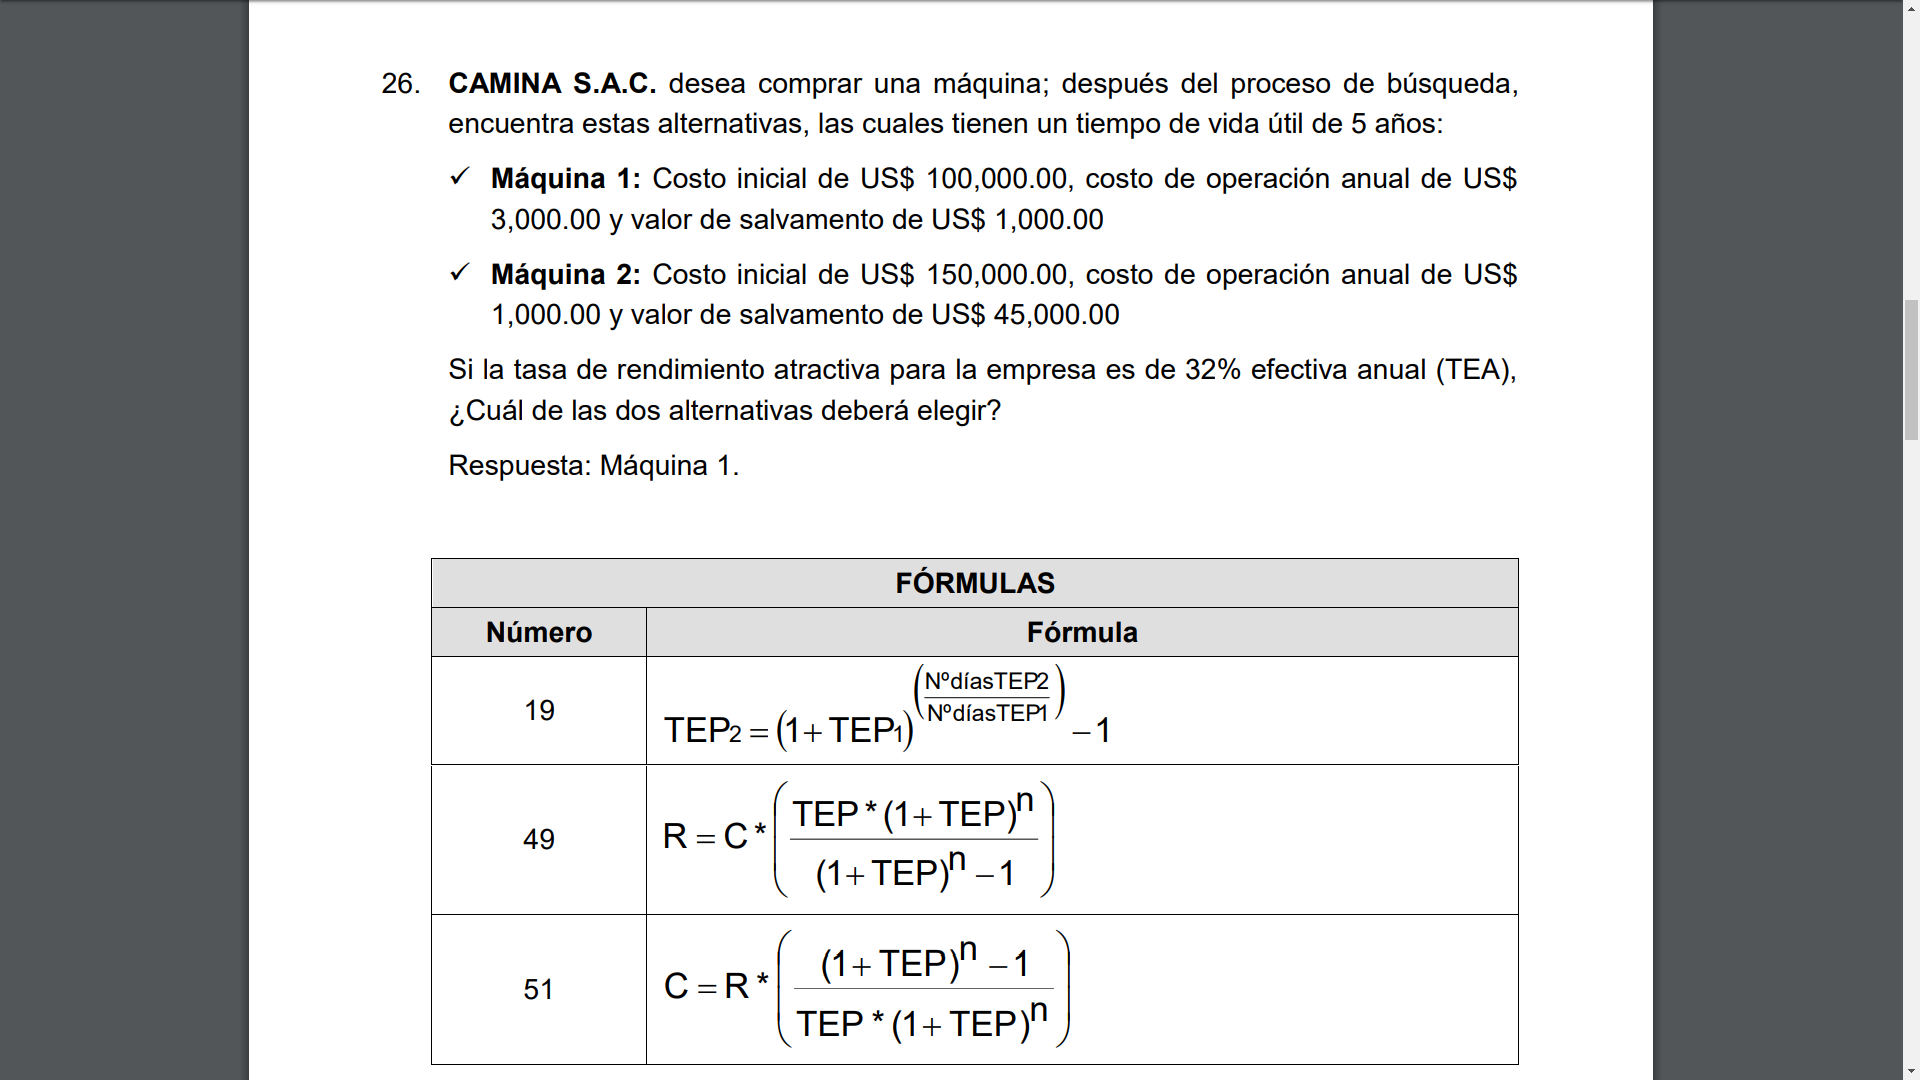 26. CAMINA S.A.C. desea comprar una máquina; después del proceso de búsqueda,
encuentra estas alternativas, las cuales tienen un tiempo de vida útil de 5 años:
✓ Máquina 1: Costo inicial de US$ 100,000.00, costo de operación anual de US$
3,000.00 y valor de salvamento de US$ 1,000.00
✓ Máquina 2: Costo inicial de US$ 150,000.00, costo de operación anual de US$
1,000.00 y valor de salvamento de US$ 45,000.00
Si la tasa de rendimiento atractiva para la empresa es de 32% efectiva anual (TEA),
¿Cuál de las dos alternativas deberá elegir?
Respuesta: Máquina 1.
FÓRMULAS
Número Fórmula
19 TEP2 = (1+TEP1)^(NºdíasTEP2/NºdíasTEP1) −1
49 R = C * (TEP * (1+TEP)^n / (1+TEP)^n −1)
51 C = R * ((1+TEP)^n −1 / TEP * (1+TEP)^n)